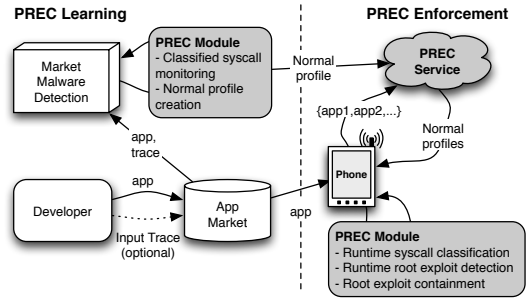 PREC Learning
PREC Enforcement
PREC Module
- Classified syscall
monitoring
- Normal profile
creation
Market
Malware
Detection
Normal
profile
PREC
Service
{app1,app2,...}
Normal
profiles
app,
trace
Phone
app
Developer
App
Market
app
Input Trace
(optional)
PREC Module
- Runtime syscall classification
- Runtime root exploit detection
- Root exploit containment